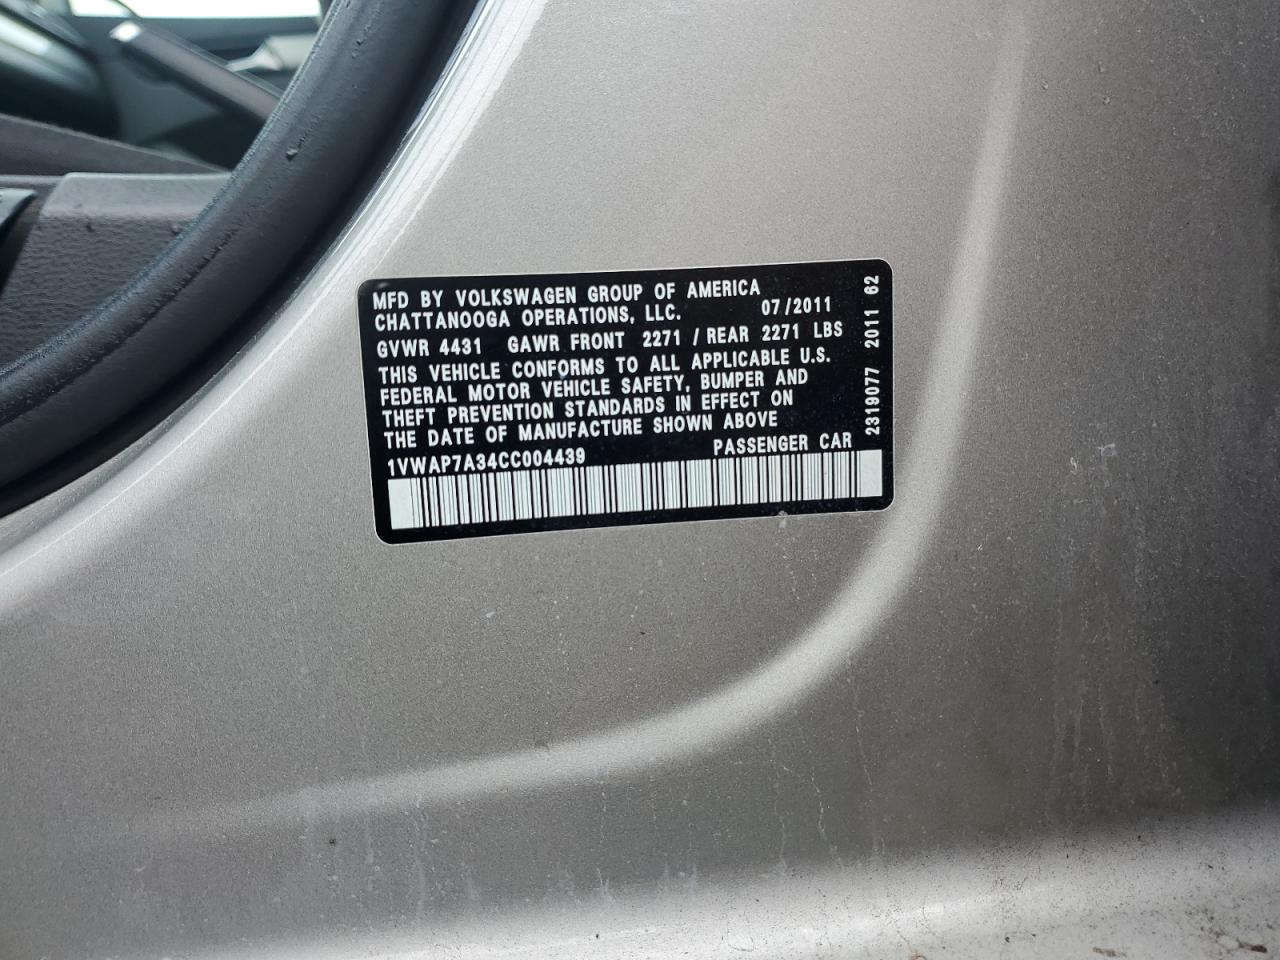 MFD BY VOLKSWAGEN GROUP OF AMERICA
CHATTANOOGA OPERATIONS, LLC. 07/2011
GVWR 4431 GAWR FRONT 2271 / REAR 2271 LBS
THIS VEHICLE CONFORMS TO ALL APPLICABLE U.S.
FEDERAL MOTOR VEHICLE SAFETY, BUMPER AND
THEFT PREVENTION STANDARDS IN EFFECT ON
THE DATE OF MANUFACTURE SHOWN ABOVE
1VWAP7A34CC004439 PASSENGER CAR
2319077 2011 62